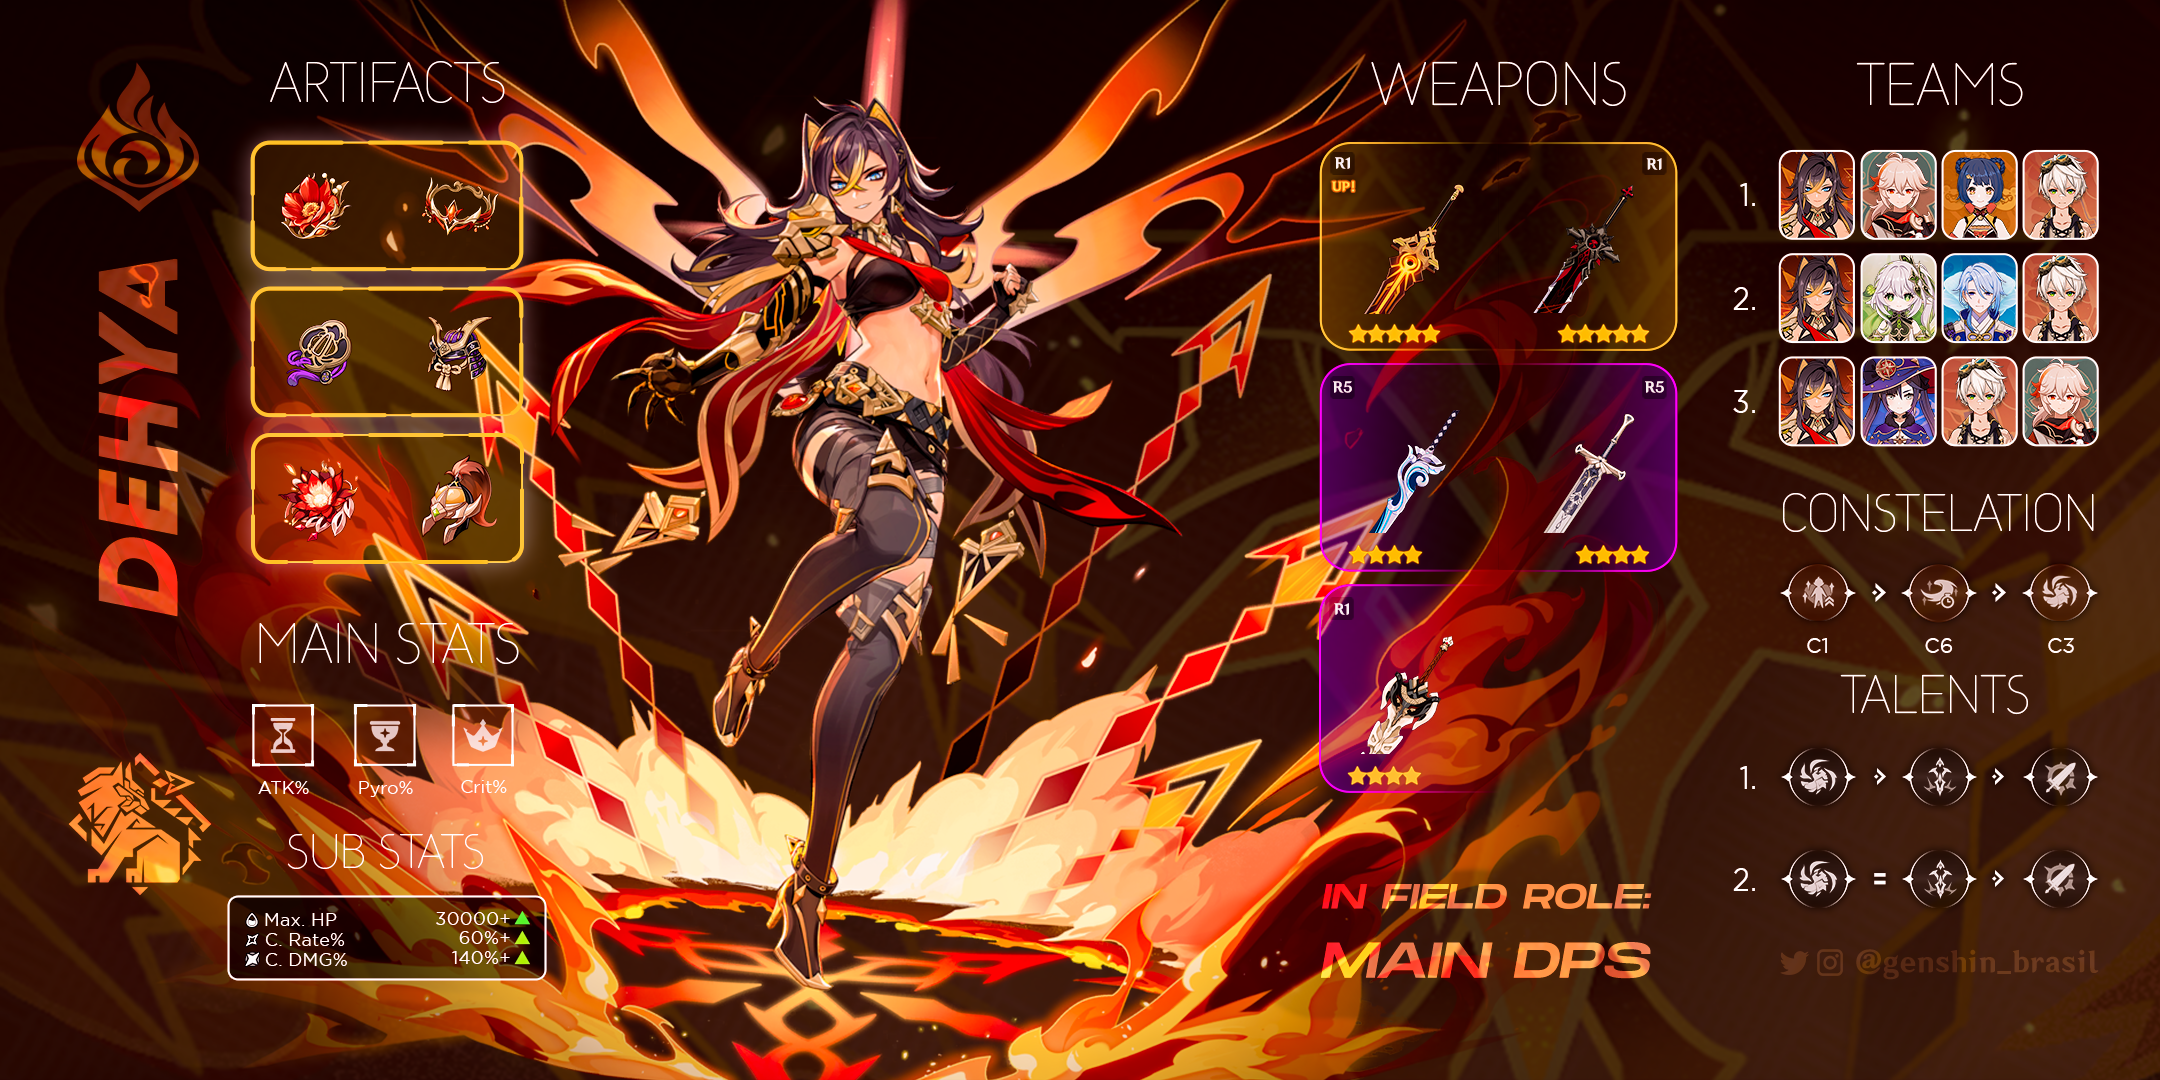 DEHYA
ARTIFACTS
MAIN STATS
ATK% Pyro% Crit%
SUB STATS
Max. HP 30000+
C. Rate% 60%+
C. DMG% 140%+
WEAPONS
R1 R1
UP!
R5 R5
R1
IN FIELD ROLE:
MAIN DPS
TEAMS
1.
2.
3.
CONSTELATION
> >
C1 C6 C3
TALENTS
1. > >
2. = >
@genshin_brasil